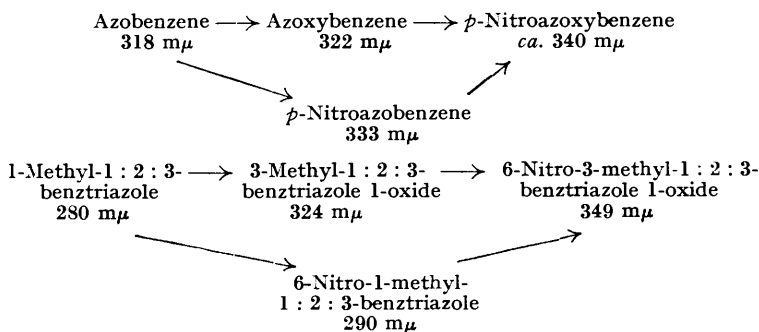 Azobenzene → Azoxybenzene → p-Nitroazoxybenzene
318 mμ 322 mμ ca. 340 mμ
p-Nitroazobenzene
333 mμ
1-Methyl-1 : 2 : 3- → 3-Methyl-1 : 2 : 3- → 6-Nitro-3-methyl-1 : 2 : 3-
benztriazole benztriazole 1-oxide benztriazole 1-oxide
280 mμ 324 mμ 349 mμ
6-Nitro-1-methyl-
1 : 2 : 3-benztriazole
290 mμ